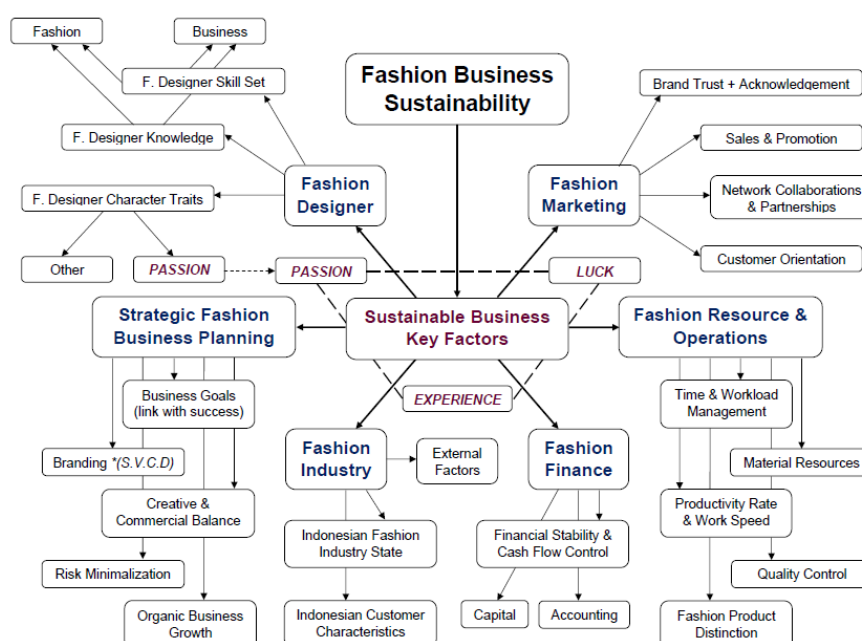 Fashion
Business
Fashion Business
Sustainability
F. Designer Skill Set
Brand Trust + Acknowledgement
F. Designer Knowledge
Sales & Promotion
Fashion
Designer
Fashion
Marketing
F. Designer Character Traits
Network Collaborations
& Partnerships
Other
PASSION
PASSION
LUCK
Customer Orientation
Strategic Fashion
Business Planning
Sustainable Business
Key Factors
Fashion Resource &
Operations
Business Goals
(link with success)
EXPERIENCE
Time & Workload
Management
Branding *(S.V.C.D)
Fashion
Industry
External
Factors
Fashion
Finance
Material Resources
Creative &
Commercial Balance
Productivity Rate
& Work Speed
Indonesian Fashion
Industry State
Financial Stability &
Cash Flow Control
Risk Minimalization
Quality Control
Organic Business
Growth
Indonesian Customer
Characteristics
Capital
Accounting
Fashion Product
Distinction